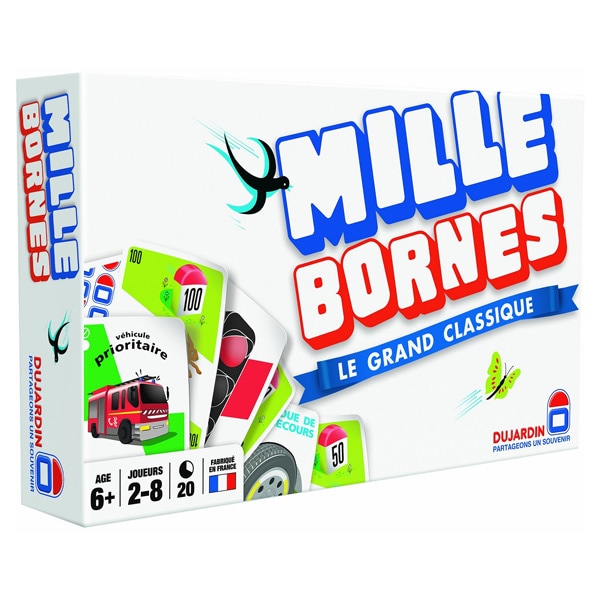 MILLE
BORNES
LE GRAND CLASSIQUE
DUJARDIN
PARTAGEONS UN SOUVENIR
MILLE
BORNES
DUJARDIN
PARTAGEONS UN SOUVENIR
100
100
véhicule
prioritaire
100
50
AGE
6+
JOUEURS
2-8
20
FABRIQUÉ
EN FRANCE